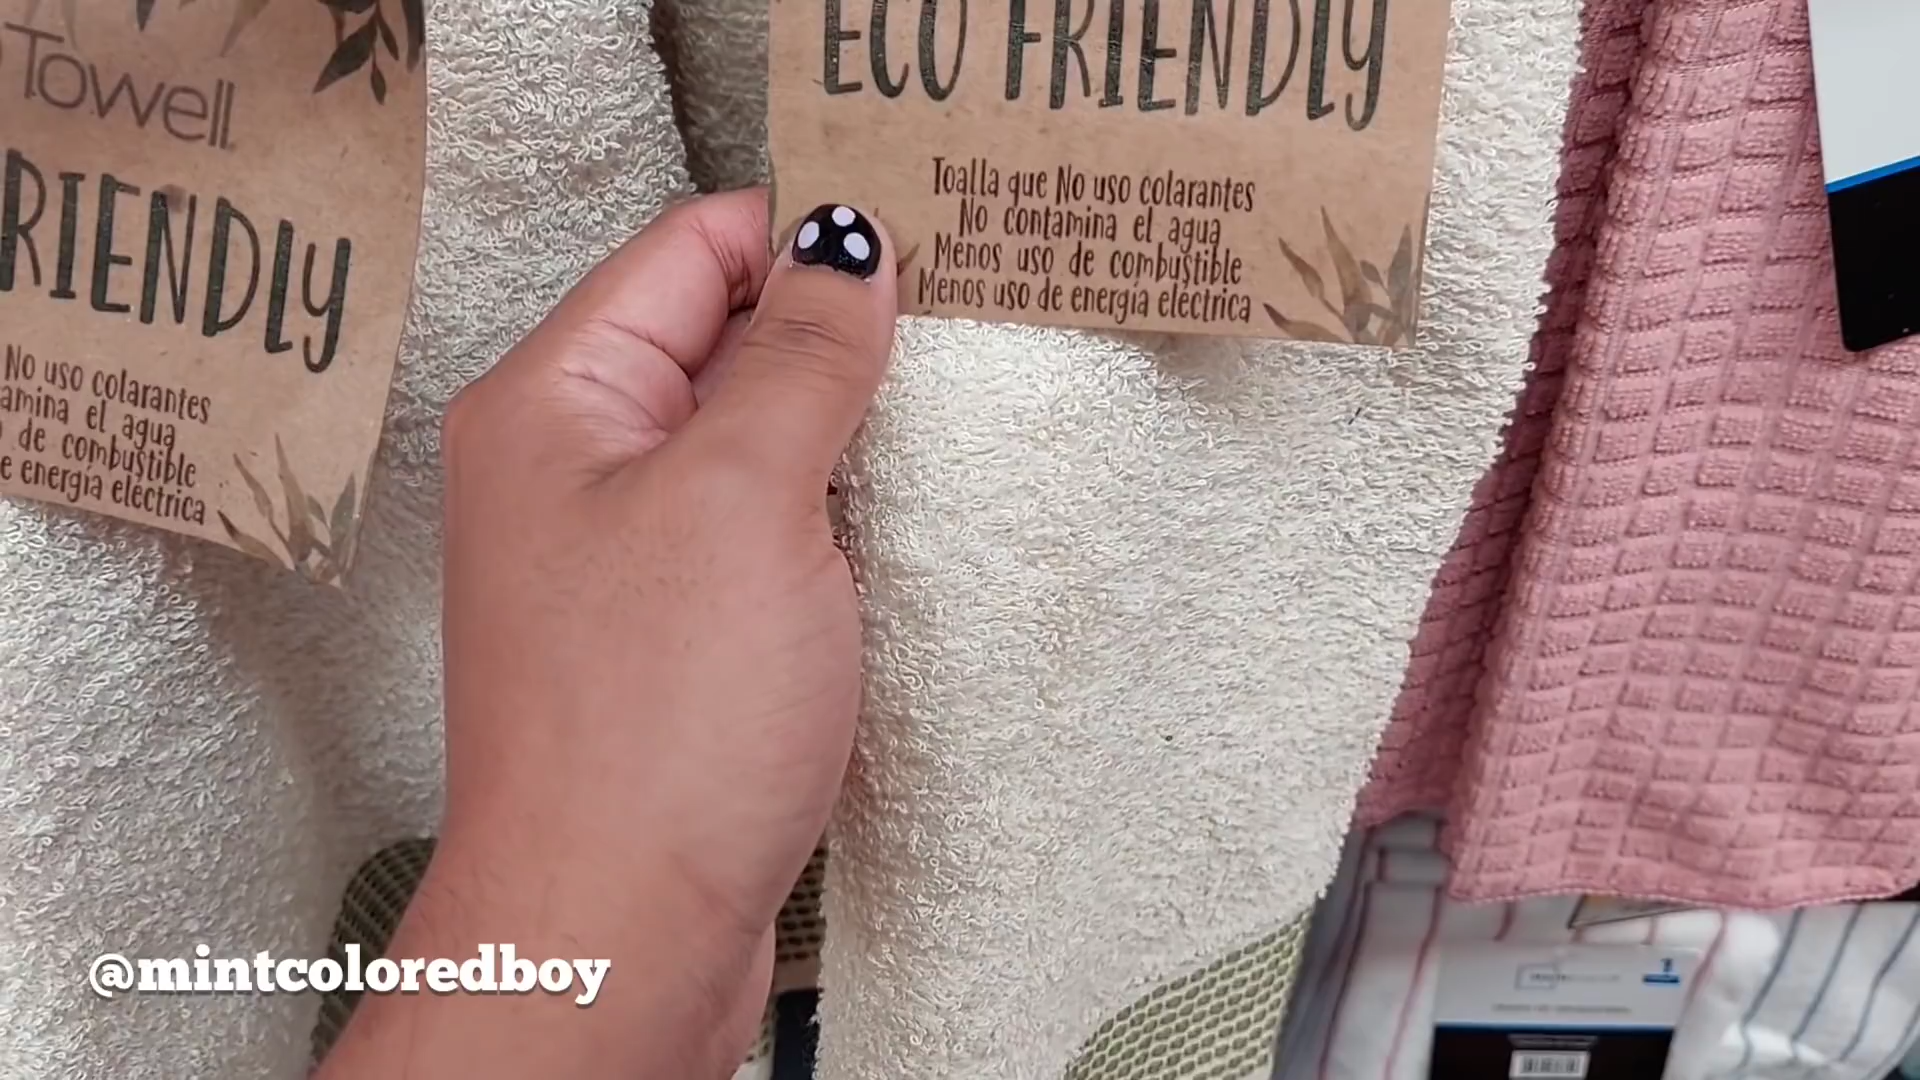 Towell
RIENDLY
No uso colarantes
amina el agua
de combustible
e energía eléctrica
ECO FRIENDLY
Toalla que No uso colarantes
No contamina el agua
Menos uso de combustible
Menos uso de energía eléctrica
1
@mintcoloredboy